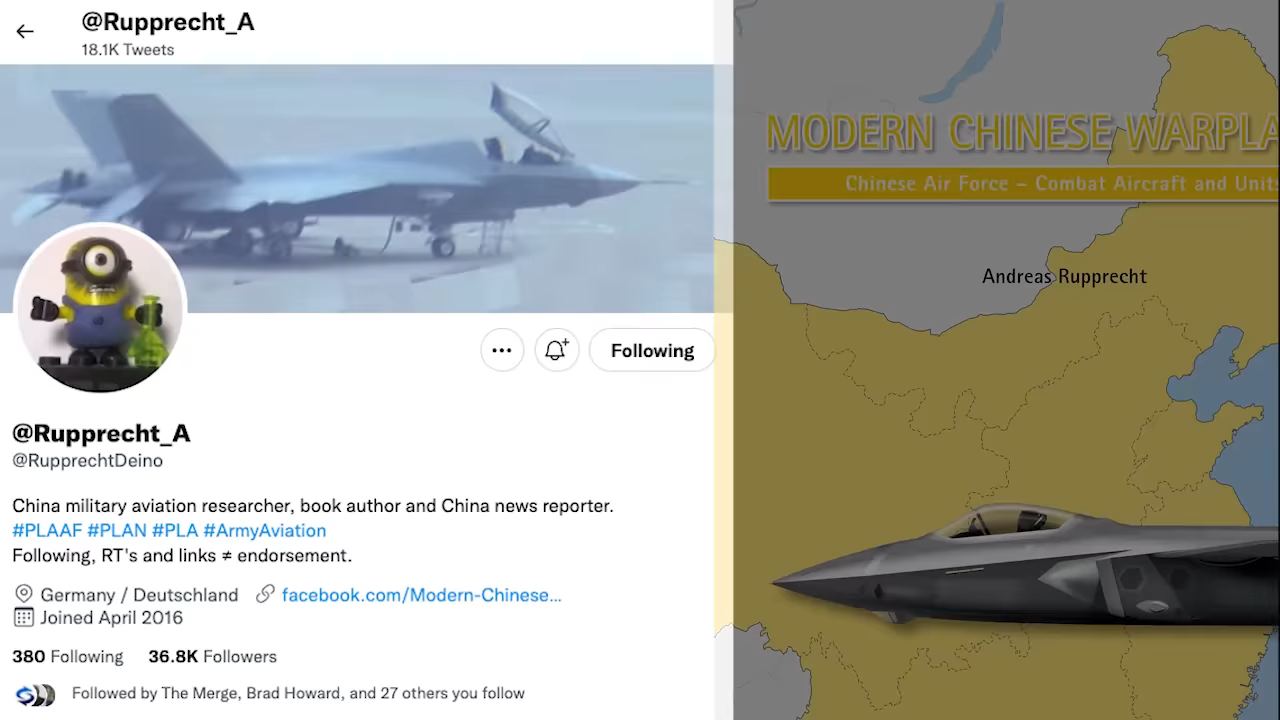 @Rupprecht_A
18.1K Tweets
Following
@Rupprecht_A
@RupprechtDeino
China military aviation researcher, book author and China news reporter.
#PLAAF #PLAN #PLA #ArmyAviation
Following, RT's and links ≠ endorsement.
Germany / Deutschland facebook.com/Modern-Chinese...
Joined April 2016
380 Following 36.8K Followers
Followed by The Merge, Brad Howard, and 27 others you follow
MODERN CHINESE WARPLA
Chinese Air Force – Combat Aircraft and Units
Andreas Rupprecht